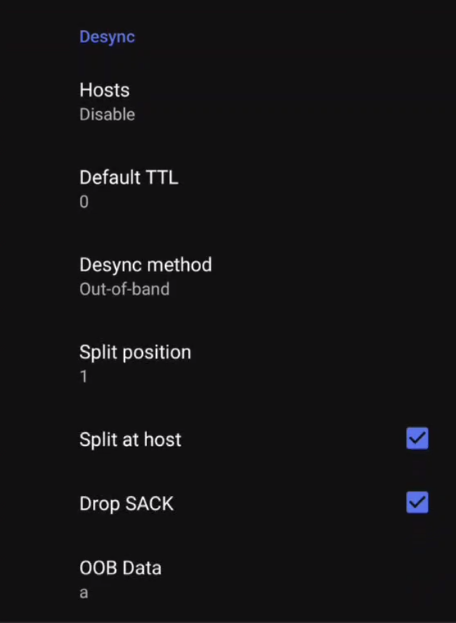 Desync
Hosts
Disable
Default TTL
0
Desync method
Out-of-band
Split position
1
Split at host
Drop SACK
OOB Data
a